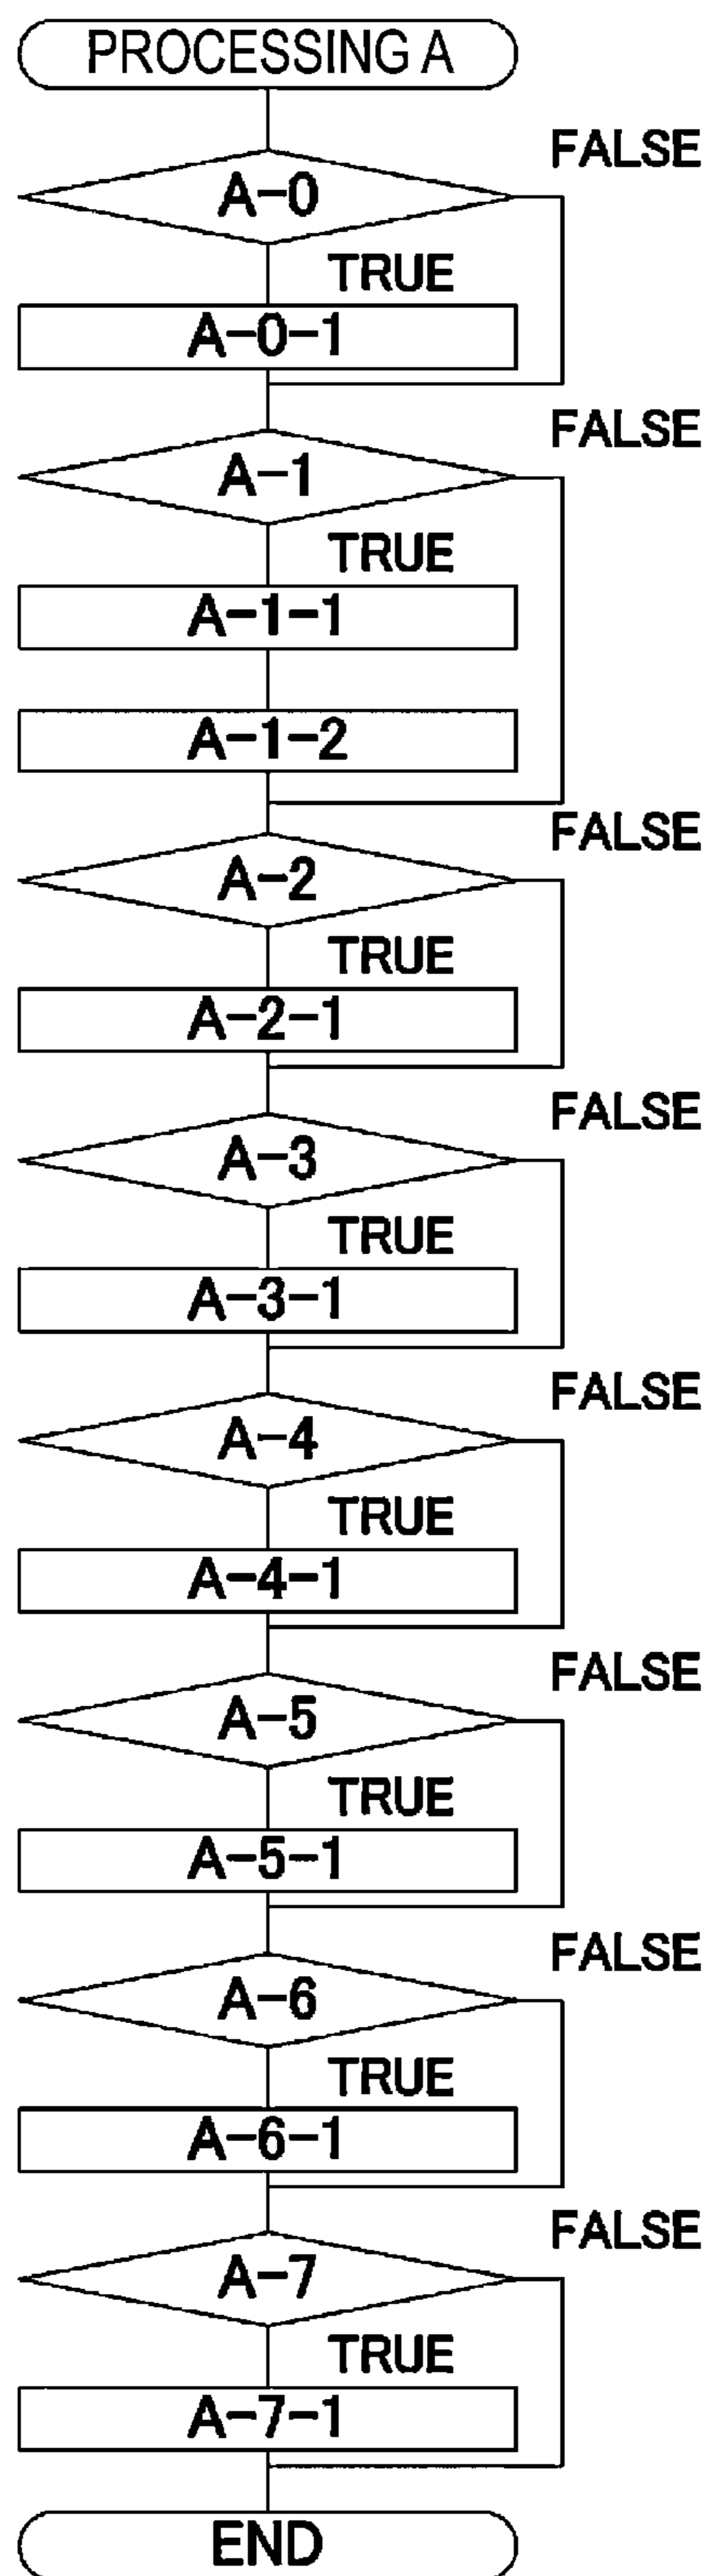 PROCESSING A
FALSE
A-0
TRUE
A-0-1
FALSE
A-1
TRUE
A-1-1
A-1-2
FALSE
A-2
TRUE
A-2-1
FALSE
A-3
TRUE
A-3-1
FALSE
A-4
TRUE
A-4-1
FALSE
A-5
TRUE
A-5-1
FALSE
A-6
TRUE
A-6-1
FALSE
A-7
TRUE
A-7-1
END